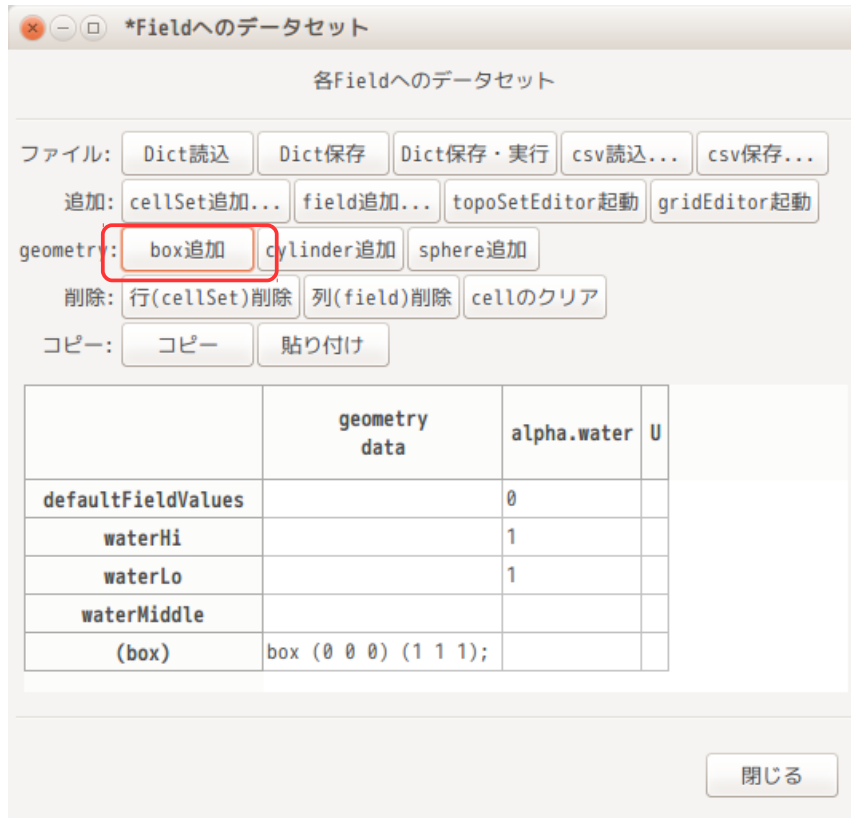 *Fieldへのデータセット
各Fieldへのデータセット
ファイル: Dict読込 Dict保存 Dict保存・実行 csv読込... csv保存...
追加: cellSet追加... field追加... topoSetEditor起動 gridEditor起動
geometry: box追加 cylinder追加 sphere追加
削除: 行(cellSet)削除 列(field)削除 cellのクリア
コピー: コピー 貼り付け
geometry
data alpha.water U
defaultFieldValues 0
waterHi 1
waterLo 1
waterMiddle
(box) box (0 0 0) (1 1 1);
閉じる